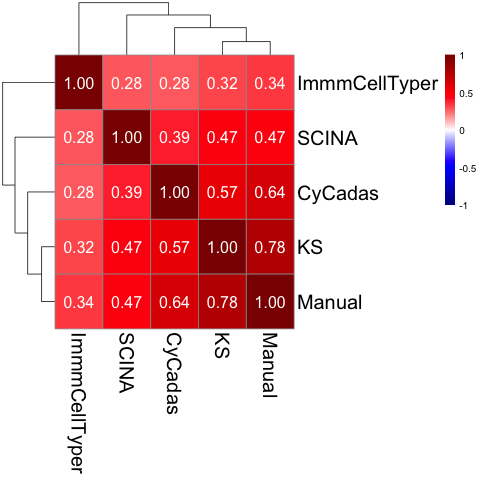 1.00 0.28 0.28 0.32 0.34 ImmmCellTyper
0.28 1.00 0.39 0.47 0.47 SCINA
0.28 0.39 1.00 0.57 0.64 CyCadas
0.32 0.47 0.57 1.00 0.78 KS
0.34 0.47 0.64 0.78 1.00 Manual
ImmmCellTyper
SCINA
CyCadas
KS
Manual
1
0.5
0
-0.5
-1